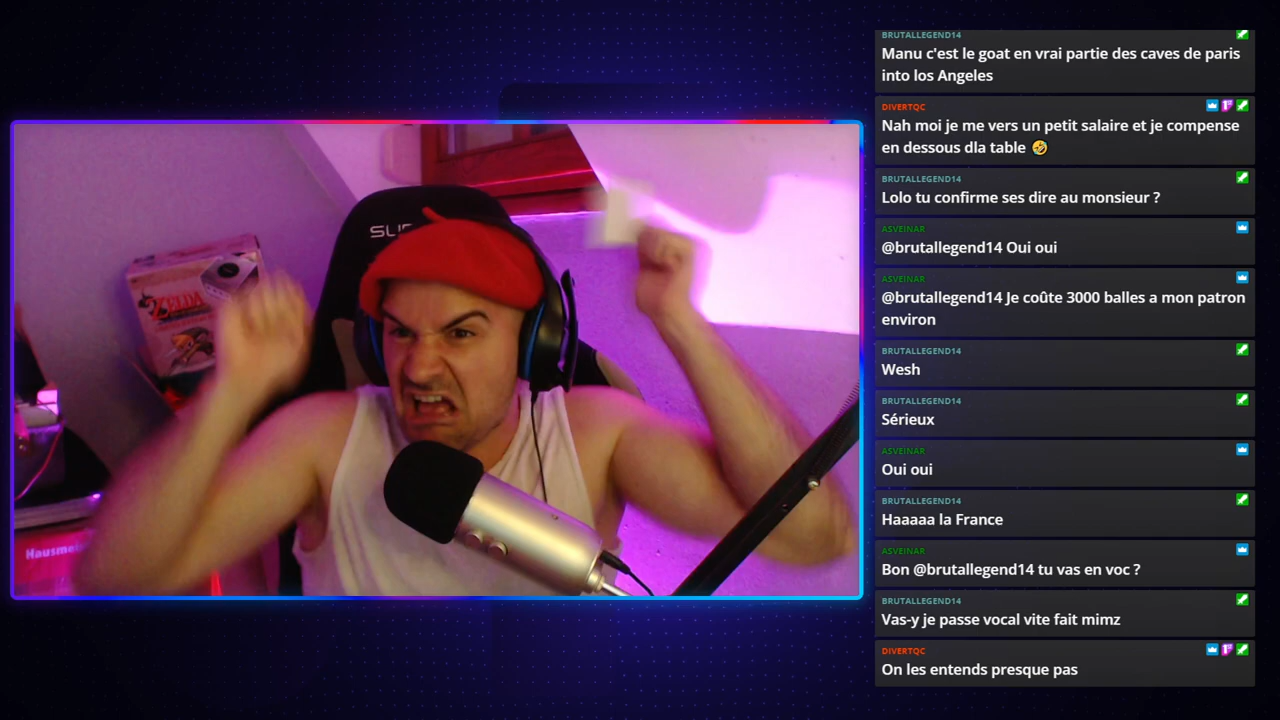 BRUTALLEGEND14
Manu c'est le goat en vrai partie des caves de paris
into los Angeles
DIVERTQC
Nah moi je me vers un petit salaire et je compense
en dessous dla table 🤣
BRUTALLEGEND14
Lolo tu confirme ses dire au monsieur ?
ASVEINAR
@brutallegend14 Oui oui
ASVEINAR
@brutallegend14 Je coûte 3000 balles a mon patron
environ
BRUTALLEGEND14
Wesh
BRUTALLEGEND14
Sérieux
ASVEINAR
Oui oui
BRUTALLEGEND14
Haaaaa la France
ASVEINAR
Bon @brutallegend14 tu vas en voc ?
BRUTALLEGEND14
Vas-y je passe vocal vite fait mimz
DIVERTQC
On les entends presque pas
ZELDA